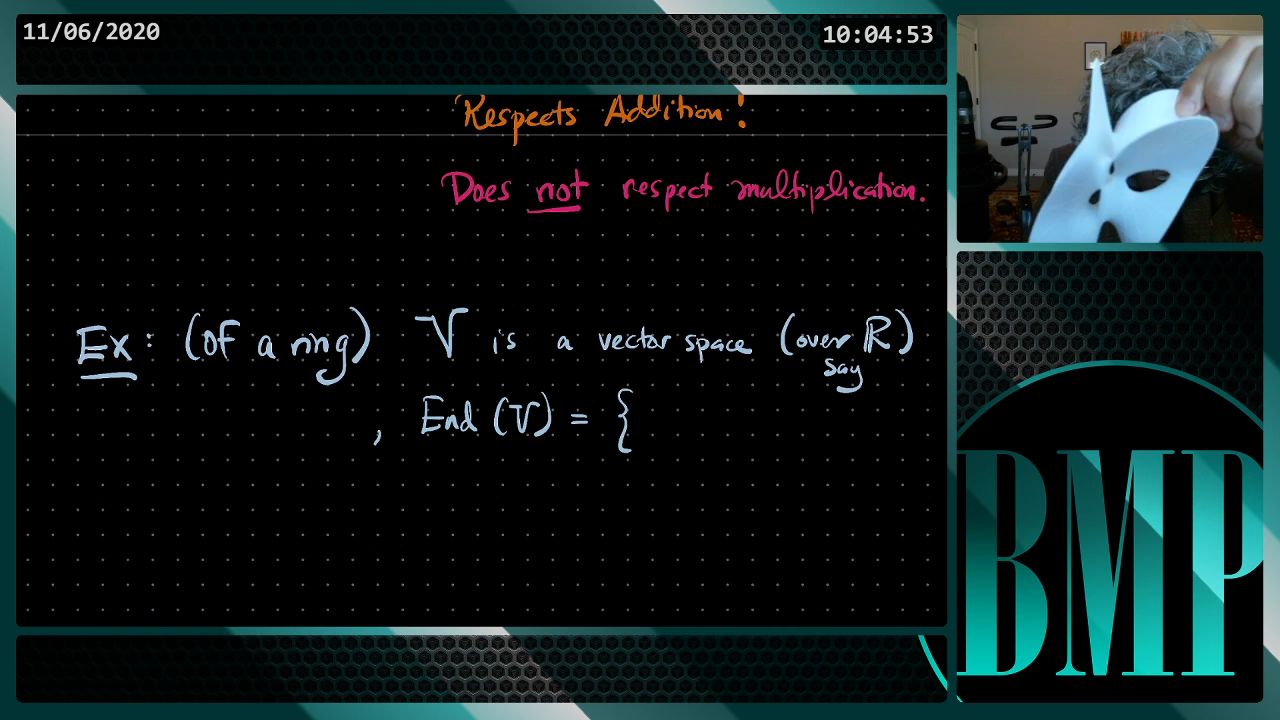 11/06/2020
10:04:53
Respects Addition!
Does not respect multiplication.
Ex: (of a ring) V is a vector space (over ℝ)
say
, End (V) = {
BMP